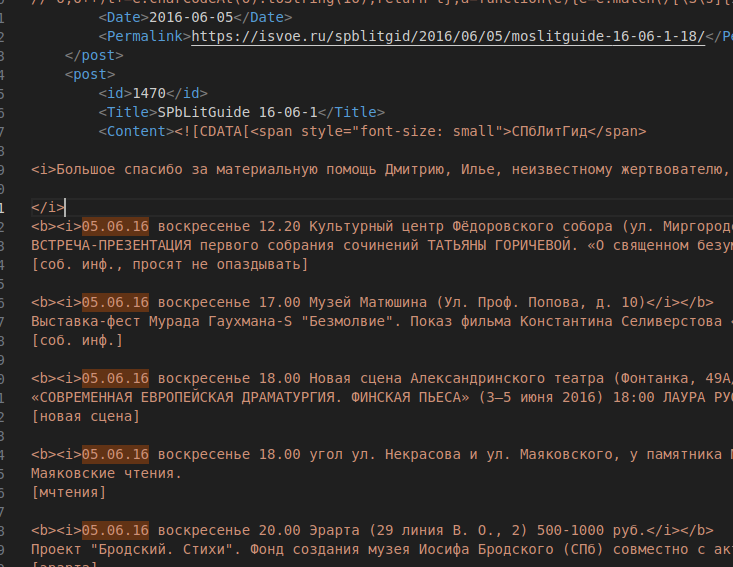 <Date>2016-06-05</Date>
<Permalink>https://isvoe.ru/spblitgid/2016/06/05/moslitguide-16-06-1-18/</
</post>
<post>
<id>1470</id>
<Title>SPbLitGuide 16-06-1</Title>
<Content><![CDATA[<span style="font-size: small">СПбЛитГид</span>
<i>Большое спасибо за материальную помощь Дмитрию, Илье, неизвестному жертвователю,
</i>
<b><i>05.06.16 воскресенье 12.20 Культурный центр Фёдоровского собора (ул. Миргород
ВСТРЕЧА-ПРЕЗЕНТАЦИЯ первого собрания сочинений ТАТЬЯНЫ ГОРИЧЕВОЙ. «О священном безу
[соб. инф., просят не опаздывать]
<b><i>05.06.16 воскресенье 17.00 Музей Матюшина (Ул. Проф. Попова, д. 10)</i></b>
Выставка-фест Мурада Гаухмана-S "Безмолвие". Показ фильма Константина Селиверстова
[соб. инф.]
<b><i>05.06.16 воскресенье 18.00 Новая сцена Александринского театра (Фонтанка, 49А
«СОВРЕМЕННАЯ ЕВРОПЕЙСКАЯ ДРАМАТУРГИЯ. ФИНСКАЯ ПЬЕСА» (3–5 июня 2016) 18:00 ЛАУРА РУ
[новая сцена]
<b><i>05.06.16 воскресенье 18.00 угол ул. Некрасова и ул. Маяковского, у памятника
Маяковские чтения.
[мчтения]
<b><i>05.06.16 воскресенье 20.00 Эрарта (29 линия В. О., 2) 500-1000 руб.</i></b>
Проект "Бродский. Стихи". Фонд создания музея Иосифа Бродского (СПб) совместно с ак